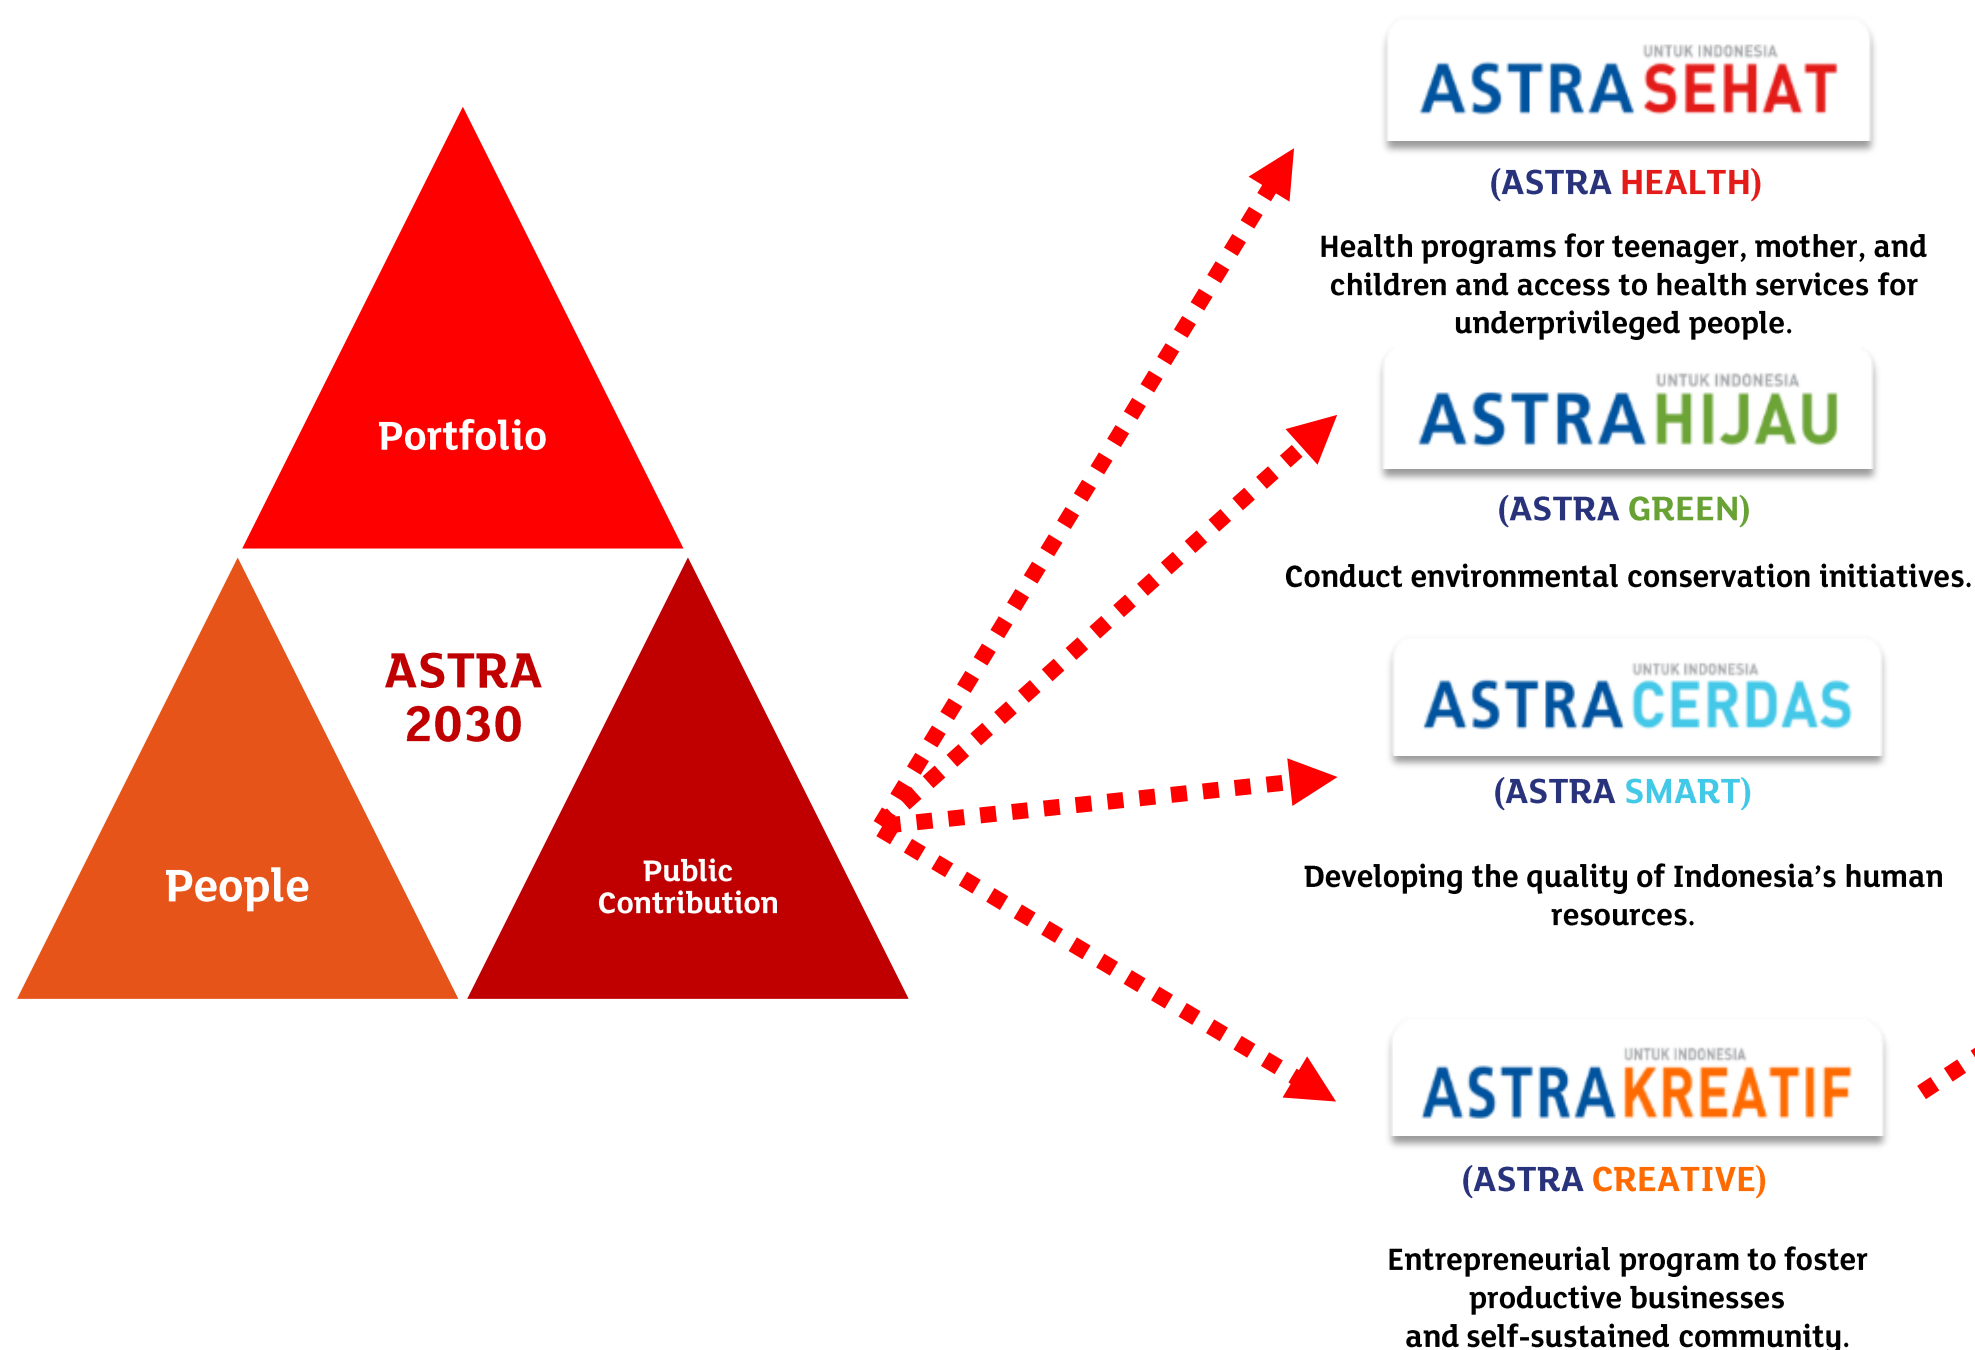 Portfolio
ASTRA
2030
People
Public
Contribution
UNTUK INDONESIA
ASTRA SEHAT
(ASTRA HEALTH)
Health programs for teenager, mother, and
children and access to health services for
underprivileged people.
UNTUK INDONESIA
ASTRA HIJAU
(ASTRA GREEN)
Conduct environmental conservation initiatives.
UNTUK INDONESIA
ASTRA CERDAS
(ASTRA SMART)
Developing the quality of Indonesia’s human
resources.
UNTUK INDONESIA
ASTRA KREATIF
(ASTRA CREATIVE)
Entrepreneurial program to foster
productive businesses
and self-sustained community.